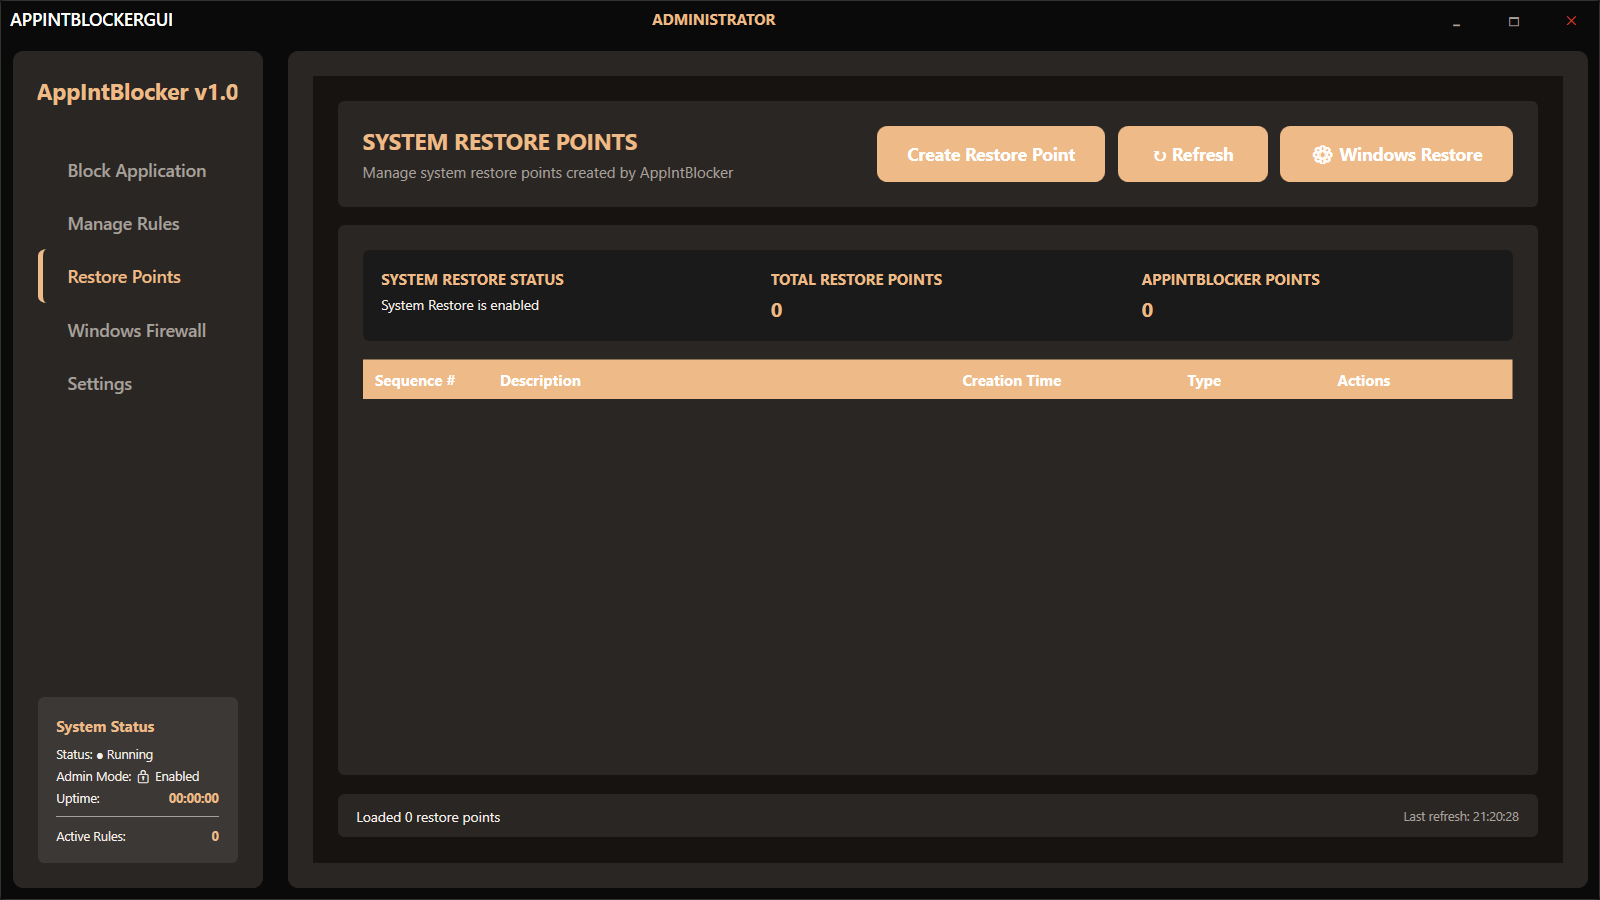 APPINTBLOCKERGUI
ADMINISTRATOR
AppIntBlocker v1.0
Block Application
Manage Rules
Restore Points
Windows Firewall
Settings
System Status
Status: ● Running
Admin Mode: Enabled
Uptime: 00:00:00
Active Rules: 0
SYSTEM RESTORE POINTS
Manage system restore points created by AppIntBlocker
Create Restore Point
↻ Refresh
Windows Restore
SYSTEM RESTORE STATUS
System Restore is enabled
TOTAL RESTORE POINTS
0
APPINTBLOCKER POINTS
0
Sequence # Description Creation Time Type Actions
Loaded 0 restore points
Last refresh: 21:20:28